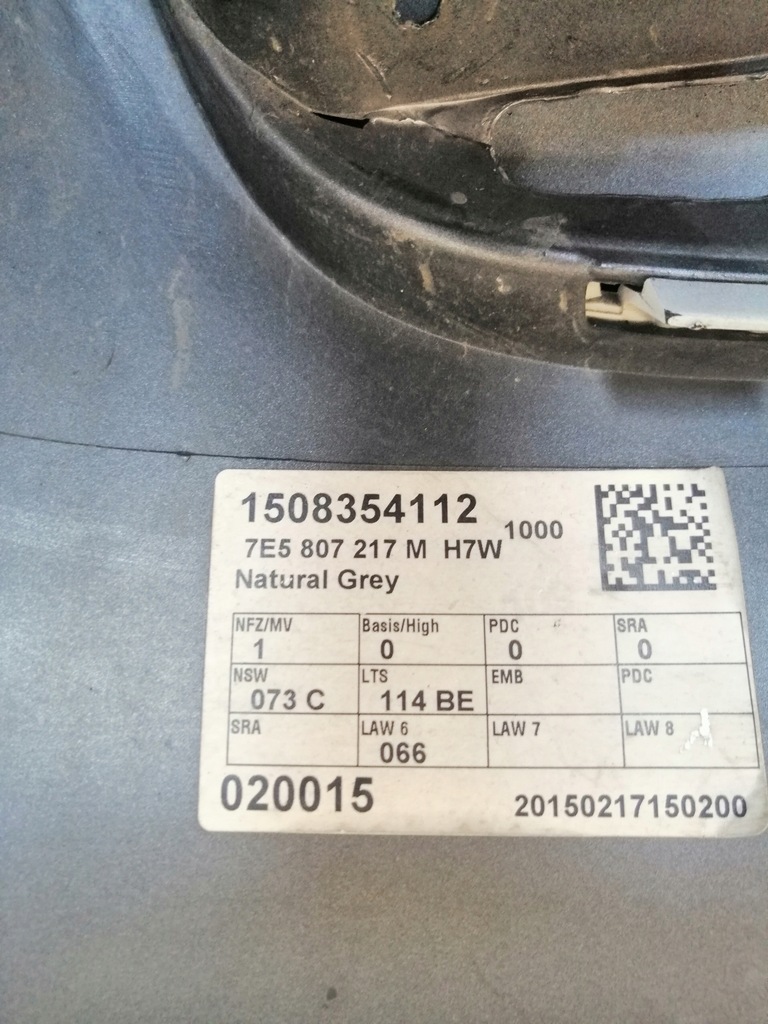 1508354112
1000
7E5 807 217 M H7W
Natural Grey
NFZ/MV Basis/High PDC SRA
1 0 0 0
NSW LTS EMB PDC
073 C 114 BE
SRA LAW 6 LAW 7 LAW 8
066
020015 20150217150200